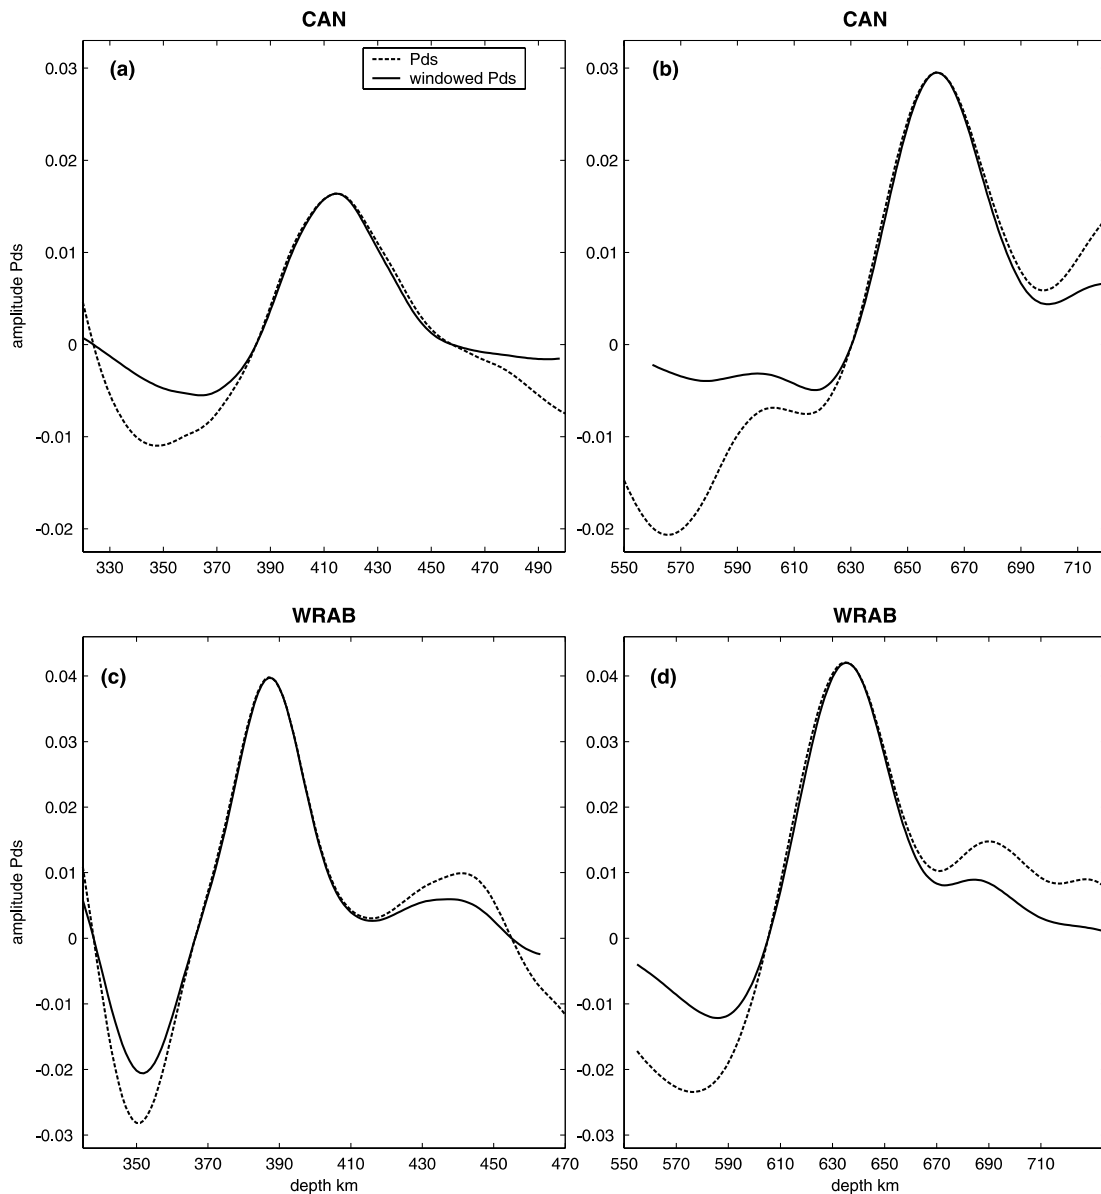 CAN
CAN
(a)
Pds
windowed Pds
(b)
0.03
0.02
0.01
0
-0.01
-0.02
amplitude Pds
330 350 370 390 410 430 450 470 490
0.03
0.02
0.01
0
-0.01
-0.02
550 570 590 610 630 650 670 690 710
WRAB
WRAB
(c)
(d)
0.04
0.03
0.02
0.01
0
-0.01
-0.02
-0.03
amplitude Pds
350 370 390 410 430 450 470
depth km
0.04
0.03
0.02
0.01
0
-0.01
-0.02
-0.03
550 570 590 610 630 650 670 690 710
depth km